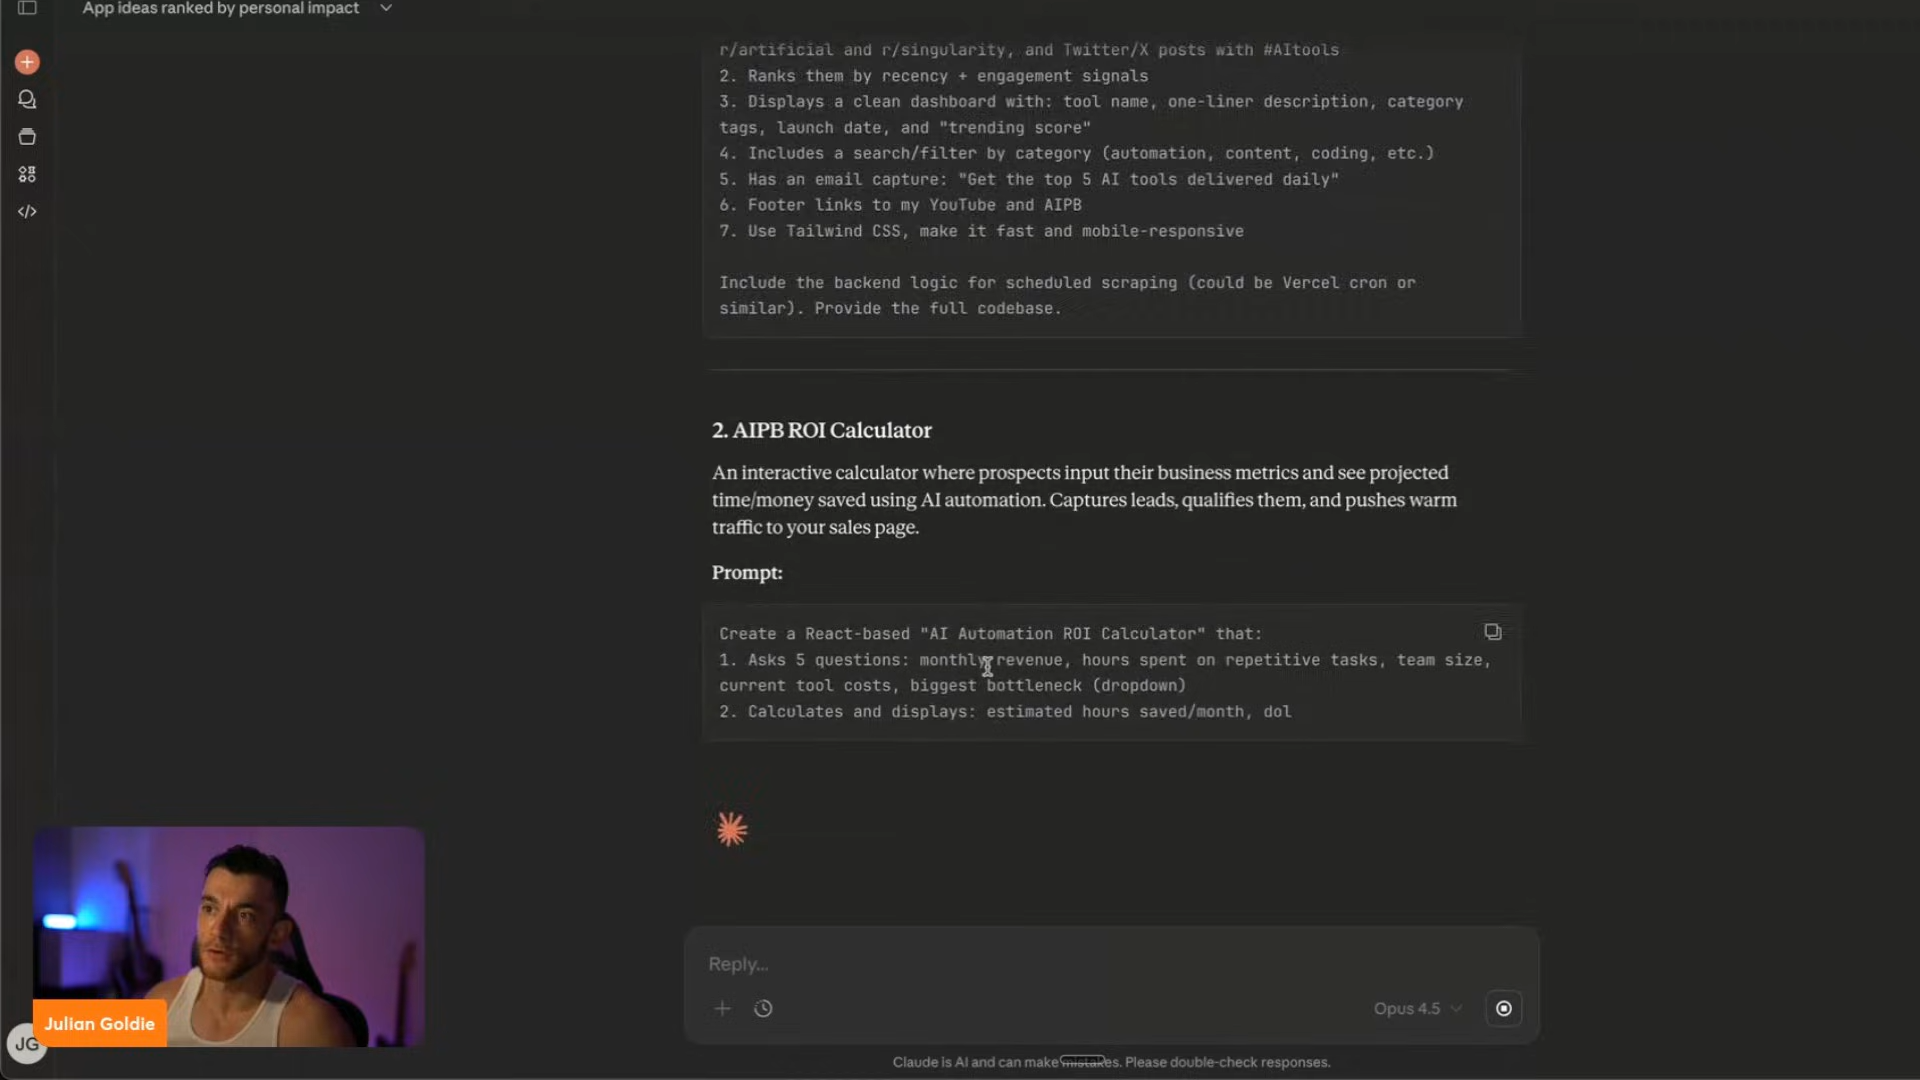 App ideas ranked by personal impact
r/artificial and r/singularity, and Twitter/X posts with #AItools
2. Ranks them by recency + engagement signals
3. Displays a clean dashboard with: tool name, one-liner description, category
tags, launch date, and "trending score"
4. Includes a search/filter by category (automation, content, coding, etc.)
5. Has an email capture: "Get the top 5 AI tools delivered daily"
6. Footer links to my YouTube and AIPB
7. Use Tailwind CSS, make it fast and mobile-responsive
Include the backend logic for scheduled scraping (could be Vercel cron or
similar). Provide the full codebase.
2. AIPB ROI Calculator
An interactive calculator where prospects input their business metrics and see projected
time/money saved using AI automation. Captures leads, qualifies them, and pushes warm
traffic to your sales page.
Prompt:
Create a React-based "AI Automation ROI Calculator" that:
1. Asks 5 questions: monthly revenue, hours spent on repetitive tasks, team size,
current tool costs, biggest bottleneck (dropdown)
2. Calculates and displays: estimated hours saved/month, dol
Reply...
Opus 4.5
Claude is AI and can make mistakes. Please double-check responses.
Julian Goldie
JG